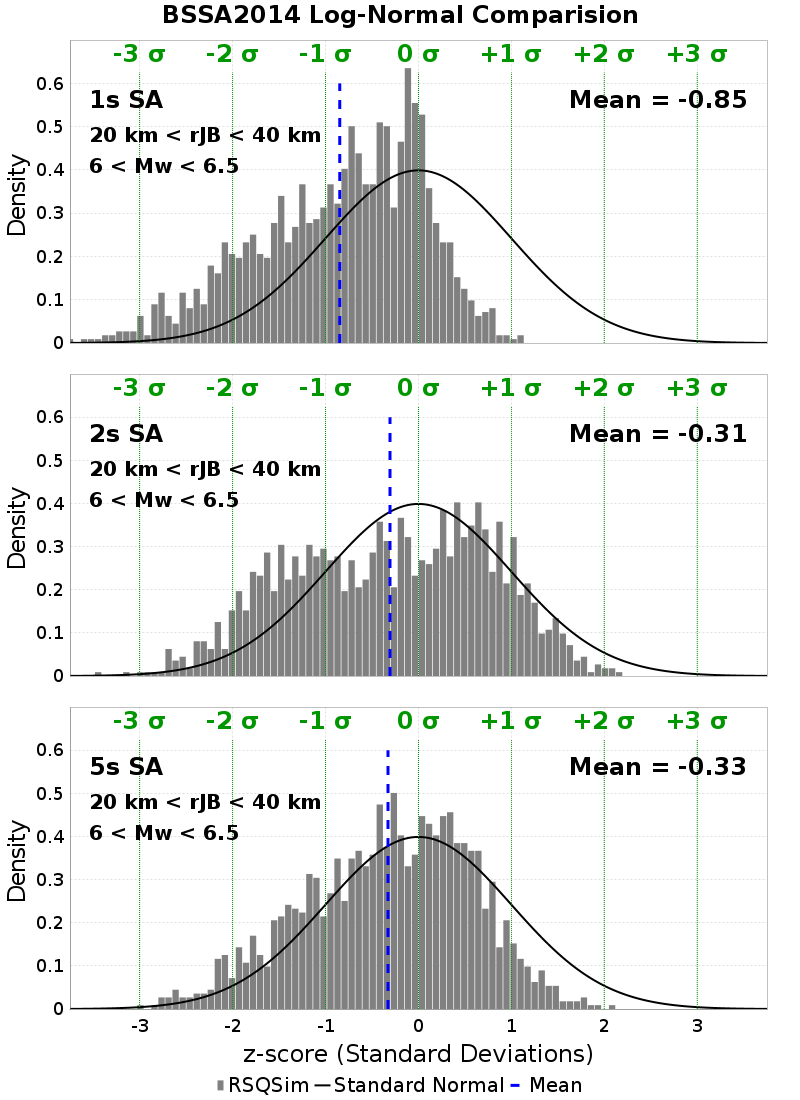 BSSA2014 Log-Normal Comparision
-3 σ -2 σ -1 σ 0 σ +1 σ +2 σ +3 σ
1s SA Mean = -0.85
20 km < rJB < 40 km
6 < Mw < 6.5
Density
0.6
0.5
0.4
0.3
0.2
0.1
0
-3 σ -2 σ -1 σ 0 σ +1 σ +2 σ +3 σ
2s SA Mean = -0.31
20 km < rJB < 40 km
6 < Mw < 6.5
Density
0.6
0.5
0.4
0.3
0.2
0.1
0
-3 σ -2 σ -1 σ 0 σ +1 σ +2 σ +3 σ
5s SA Mean = -0.33
20 km < rJB < 40 km
6 < Mw < 6.5
Density
0.6
0.5
0.4
0.3
0.2
0.1
0
-3 -2 -1 0 1 2 3
z-score (Standard Deviations)
RSQSim Standard Normal Mean